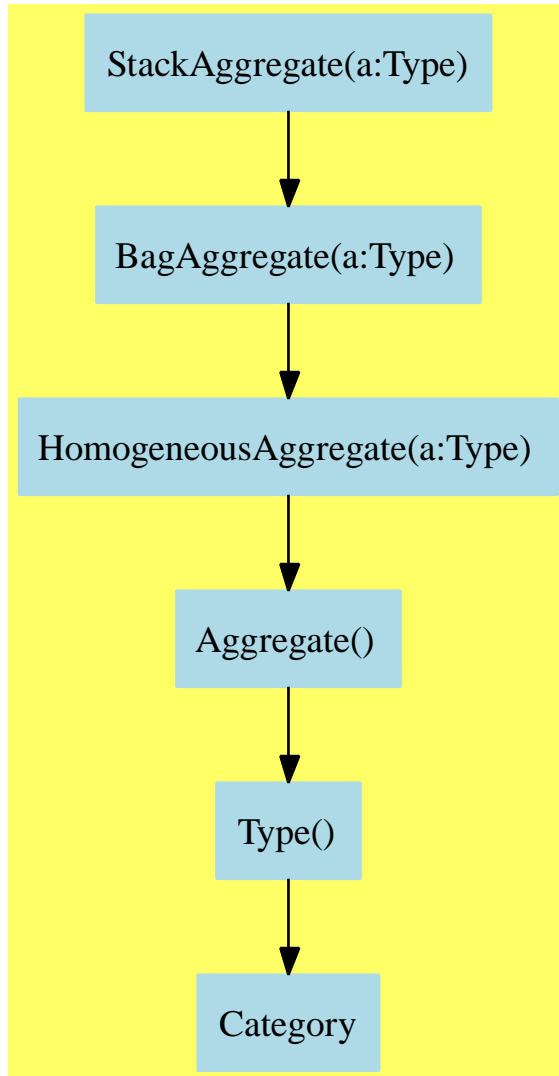 StackAggregate(a:Type)
BagAggregate(a:Type)
HomogeneousAggregate(a:Type)
Aggregate()
Type()
Category